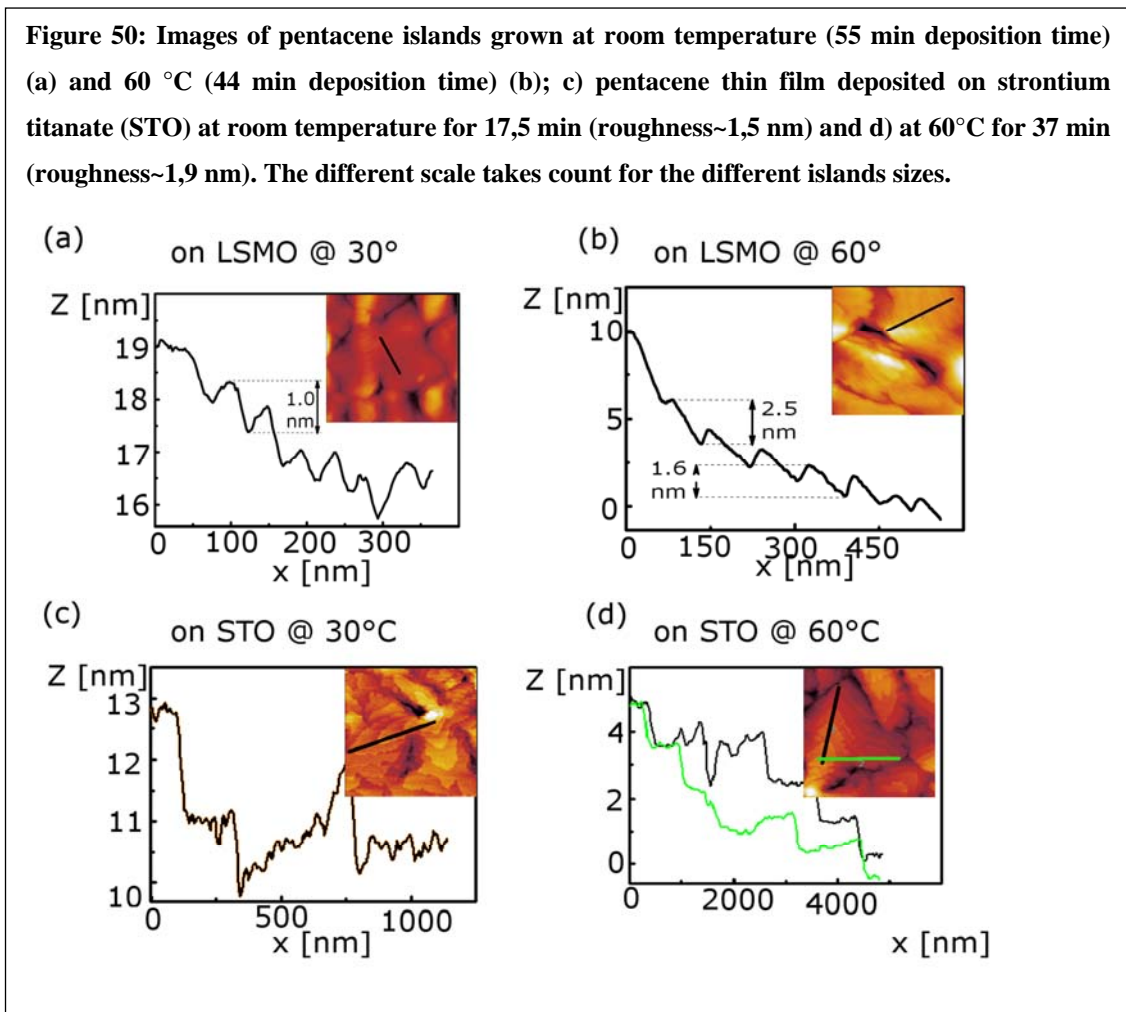 Figure 50: Images of pentacene islands grown at room temperature (55 min deposition time)
(a) and 60 °C (44 min deposition time) (b); c) pentacene thin film deposited on strontium
titanate (STO) at room temperature for 17,5 min (roughness~1,5 nm) and d) at 60°C for 37 min
(roughness~1,9 nm). The different scale takes count for the different islands sizes.
(a)
on LSMO @ 30°
Z [nm]
19
18
17
16
1.0
nm
0 100 200 300
x [nm]
(b)
on LSMO @ 60°
Z [nm]
10
5
0
2.5
nm
1.6
nm
0 150 300 450
x [nm]
(c)
on STO @ 30°C
Z [nm]
13
12
11
10
0 500 1000
x [nm]
(d)
on STO @ 60°C
Z [nm]
4
2
0
0 2000 4000
x [nm]